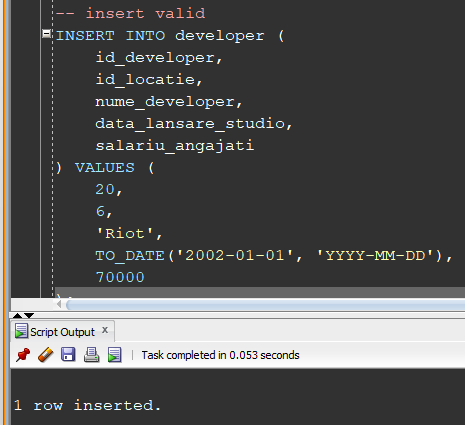 -- insert valid
INSERT INTO developer (
    id_developer,
    id_locatie,
    nume_developer,
    data_lansare_studio,
    salariu_angajati
) VALUES (
    20,
    6,
    'Riot',
    TO_DATE('2002-01-01', 'YYYY-MM-DD'),
    70000
Script Output x
Task completed in 0.053 seconds
1 row inserted.